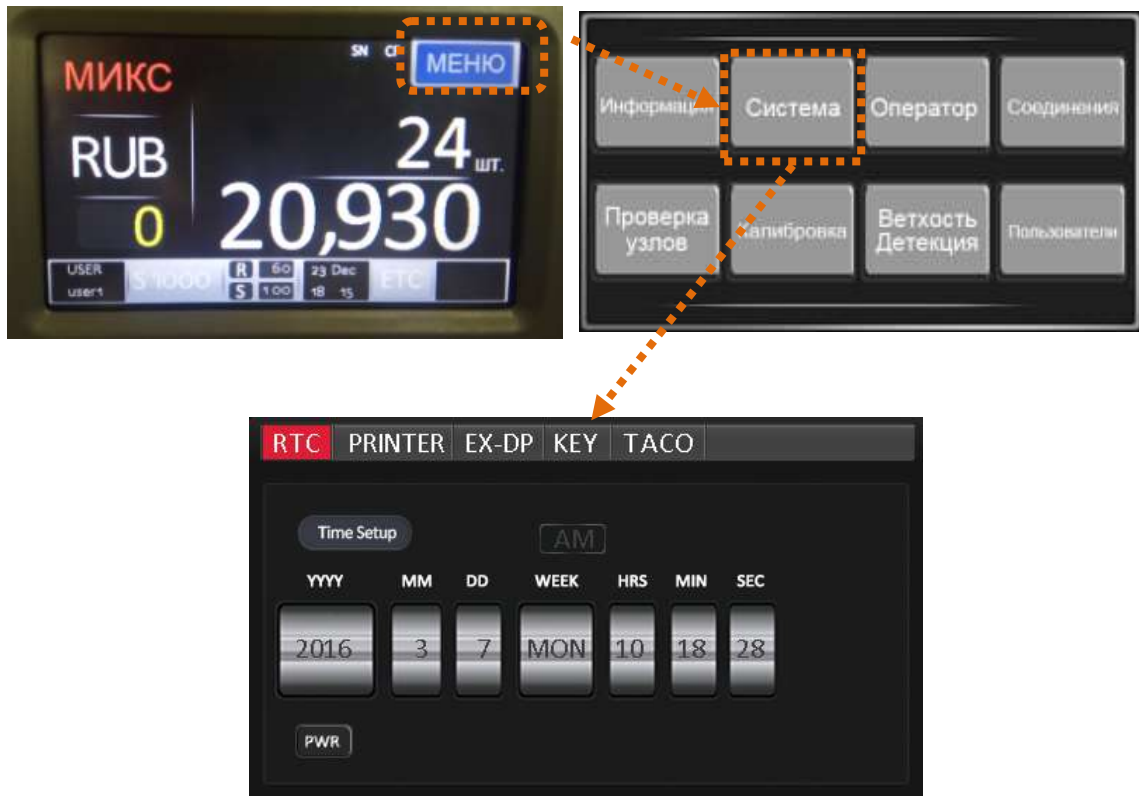 SN CF МЕНЮ
МИКС
RUB 24 шт.
0 20,930
USER S 1000 R 60 23 Dec ETC
user1 S 100 18 15
Информация Система Оператор Соединения
Проверка узлов Калибровка Ветхость Детекция Пользователи
RTC PRINTER EX-DP KEY TACO
Time Setup AM
YYYY MM DD WEEK HRS MIN SEC
2016 3 7 MON 10 18 28
PWR